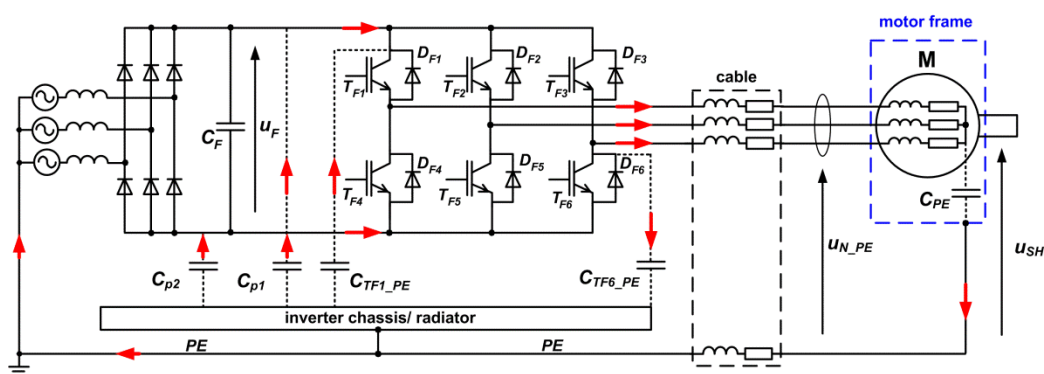 motor frame
M
D_F1
D_F2
D_F3
T_F1
T_F2
T_F3
cable
C_F
u_F
D_F4
D_F5
D_F6
T_F4
T_F5
T_F6
C_PE
u_N_PE
u_SH
C_p2
C_p1
C_TF1_PE
C_TF6_PE
inverter chassis/ radiator
PE
PE